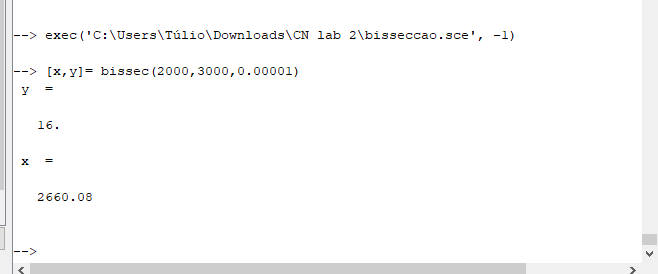 --> exec('C:\Users\Túlio\Downloads\CN lab 2\bisseccao.sce', -1)
--> [x,y]= bissec(2000,3000,0.00001)
y  =
16.
x  =
2660.08
-->